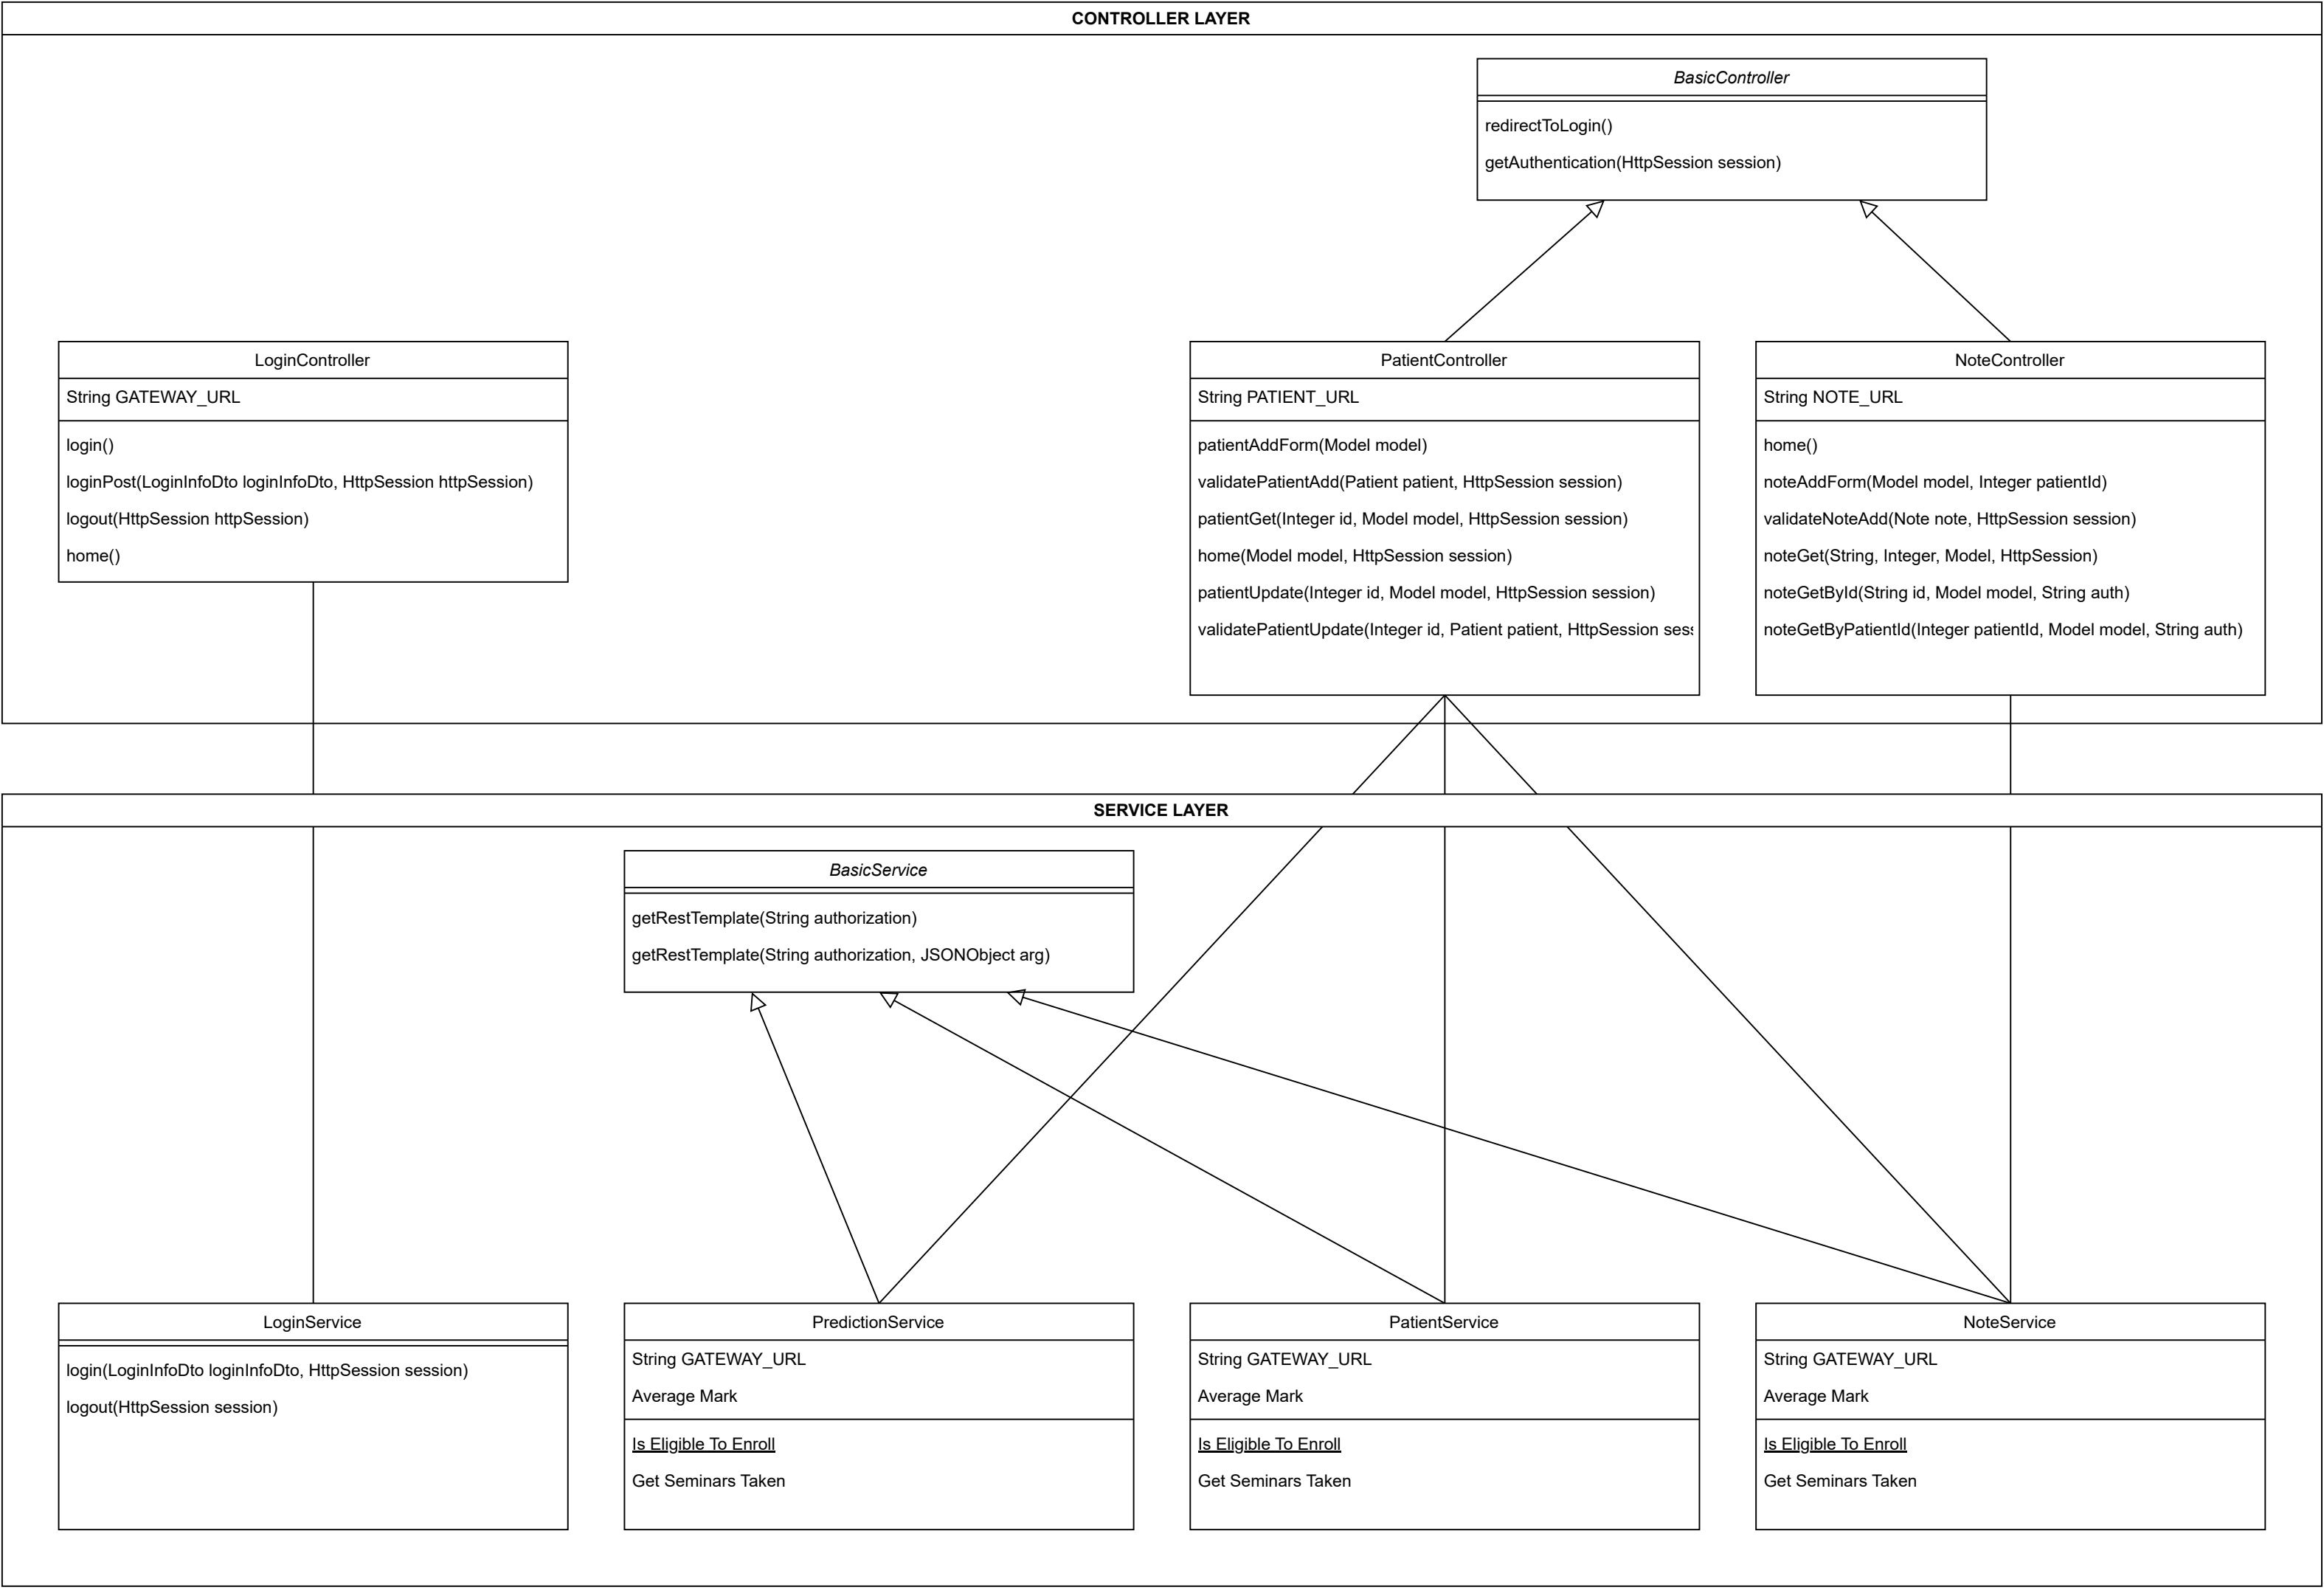 CONTROLLER LAYER
BasicController
redirectToLogin()
getAuthentication(HttpSession session)
LoginController
String GATEWAY_URL
login()
loginPost(LoginInfoDto loginInfoDto, HttpSession httpSession)
logout(HttpSession httpSession)
home()
PatientController
String PATIENT_URL
patientAddForm(Model model)
validatePatientAdd(Patient patient, HttpSession session)
patientGet(Integer id, Model model, HttpSession session)
home(Model model, HttpSession session)
patientUpdate(Integer id, Model model, HttpSession session)
validatePatientUpdate(Integer id, Patient patient, HttpSession sess
NoteController
String NOTE_URL
home()
noteAddForm(Model model, Integer patientId)
validateNoteAdd(Note note, HttpSession session)
noteGet(String, Integer, Model, HttpSession)
noteGetById(String id, Model model, String auth)
noteGetByPatientId(Integer patientId, Model model, String auth)
SERVICE LAYER
BasicService
getRestTemplate(String authorization)
getRestTemplate(String authorization, JSONObject arg)
LoginService
login(LoginInfoDto loginInfoDto, HttpSession session)
logout(HttpSession session)
PredictionService
String GATEWAY_URL
Average Mark
Is Eligible To Enroll
Get Seminars Taken
PatientService
String GATEWAY_URL
Average Mark
Is Eligible To Enroll
Get Seminars Taken
NoteService
String GATEWAY_URL
Average Mark
Is Eligible To Enroll
Get Seminars Taken